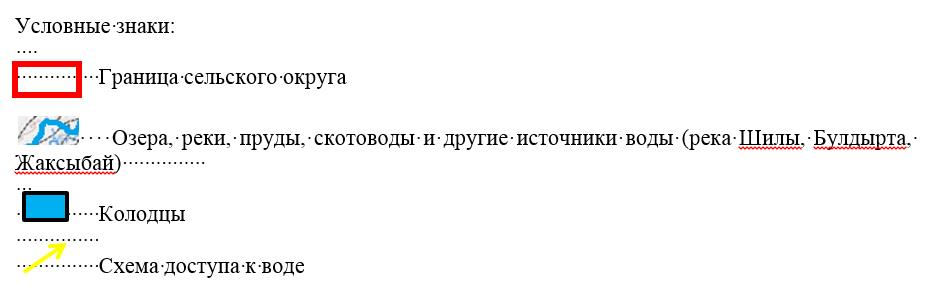 Условные знаки:
Граница сельского округа
Озера, реки, пруды, скотоводы и другие источники воды (река Шилы, Булдырта,
Жаксыбай)
Колодцы
Схема доступа к воде